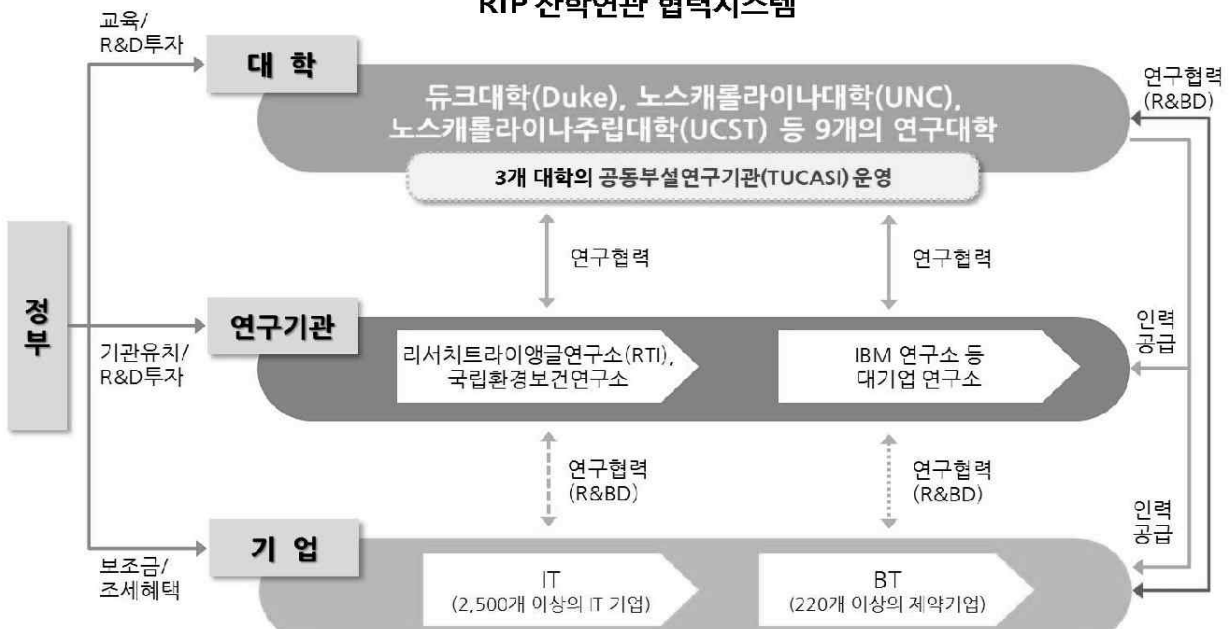 RTP 산학연관 협력시스템
교육/
R&D투자
대 학
듀크대학(Duke), 노스캐롤라이나대학(UNC),
노스캐롤라이나주립대학(UCST) 등 9개의 연구대학
3개 대학의 공동부설연구기관(TUCASI) 운영
연구협력
(R&BD)
연구협력
연구협력
정부
연구기관
기관유치/
R&D투자
리서치트라이앵글연구소(RTI),
국립환경보건연구소
IBM 연구소 등
대기업 연구소
인력
공급
연구협력
(R&BD)
연구협력
(R&BD)
인력
공급
기 업
보조금/
조세혜택
IT
(2,500개 이상의 IT 기업)
BT
(220개 이상의 제약기업)